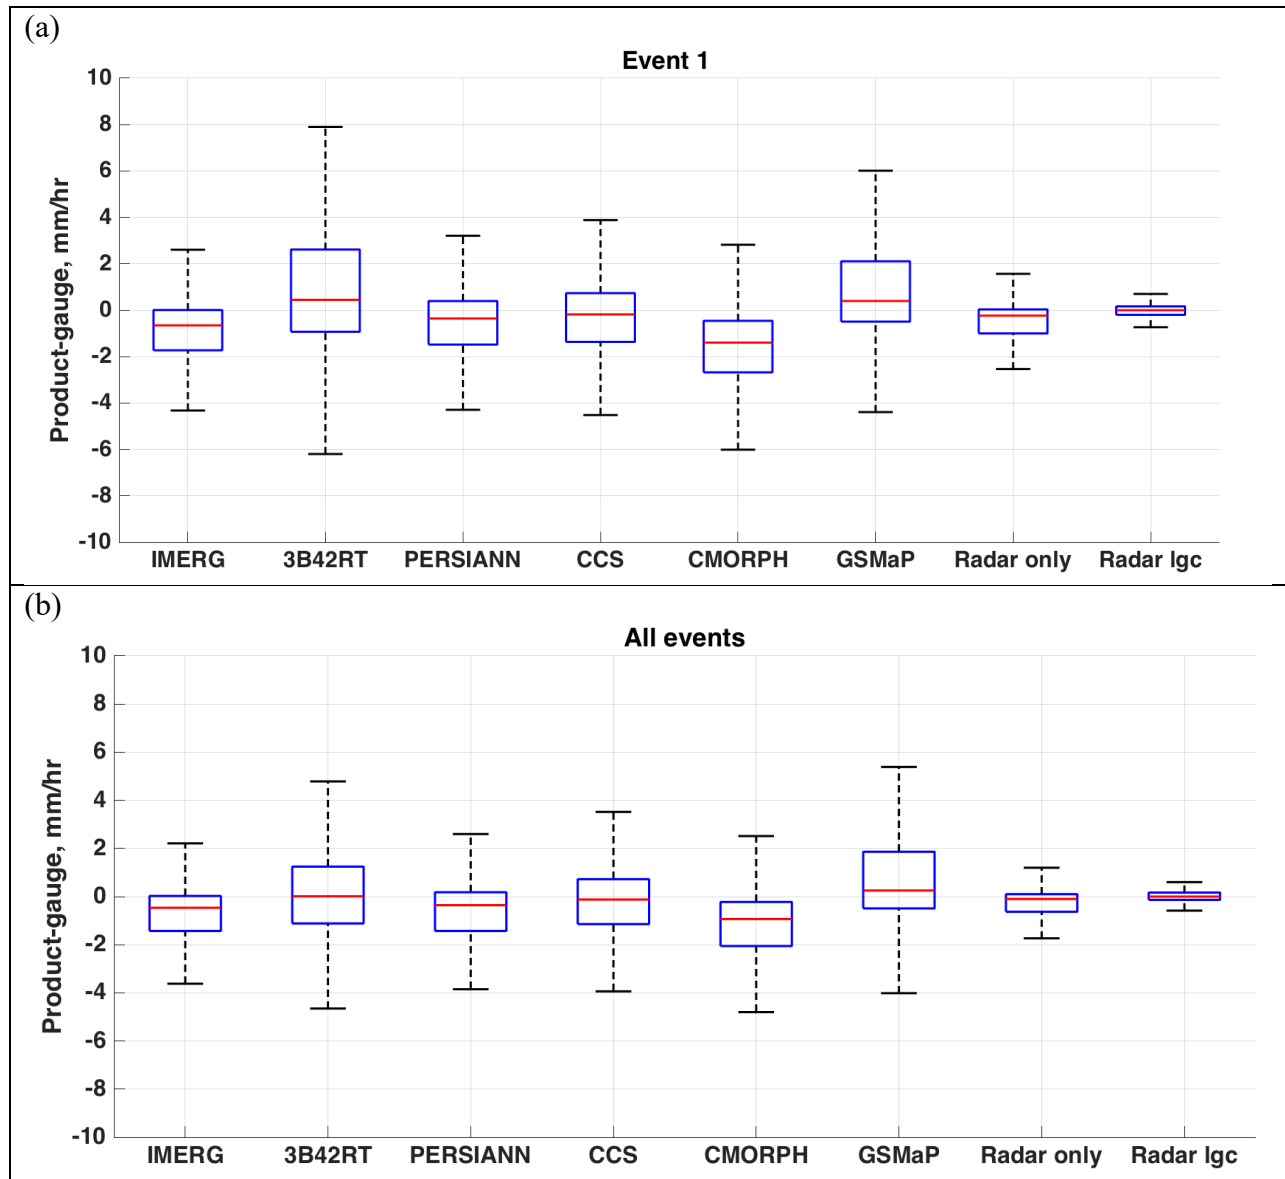 (a)
Event 1
10
8
6
4
2
0
-2
-4
-6
-8
-10
Product-gauge, mm/hr
IMERG 3B42RT PERSIANN CCS CMORPH GSMaP Radar only Radar lgc
(b)
All events
10
8
6
4
2
0
-2
-4
-6
-8
-10
Product-gauge, mm/hr
IMERG 3B42RT PERSIANN CCS CMORPH GSMaP Radar only Radar lgc